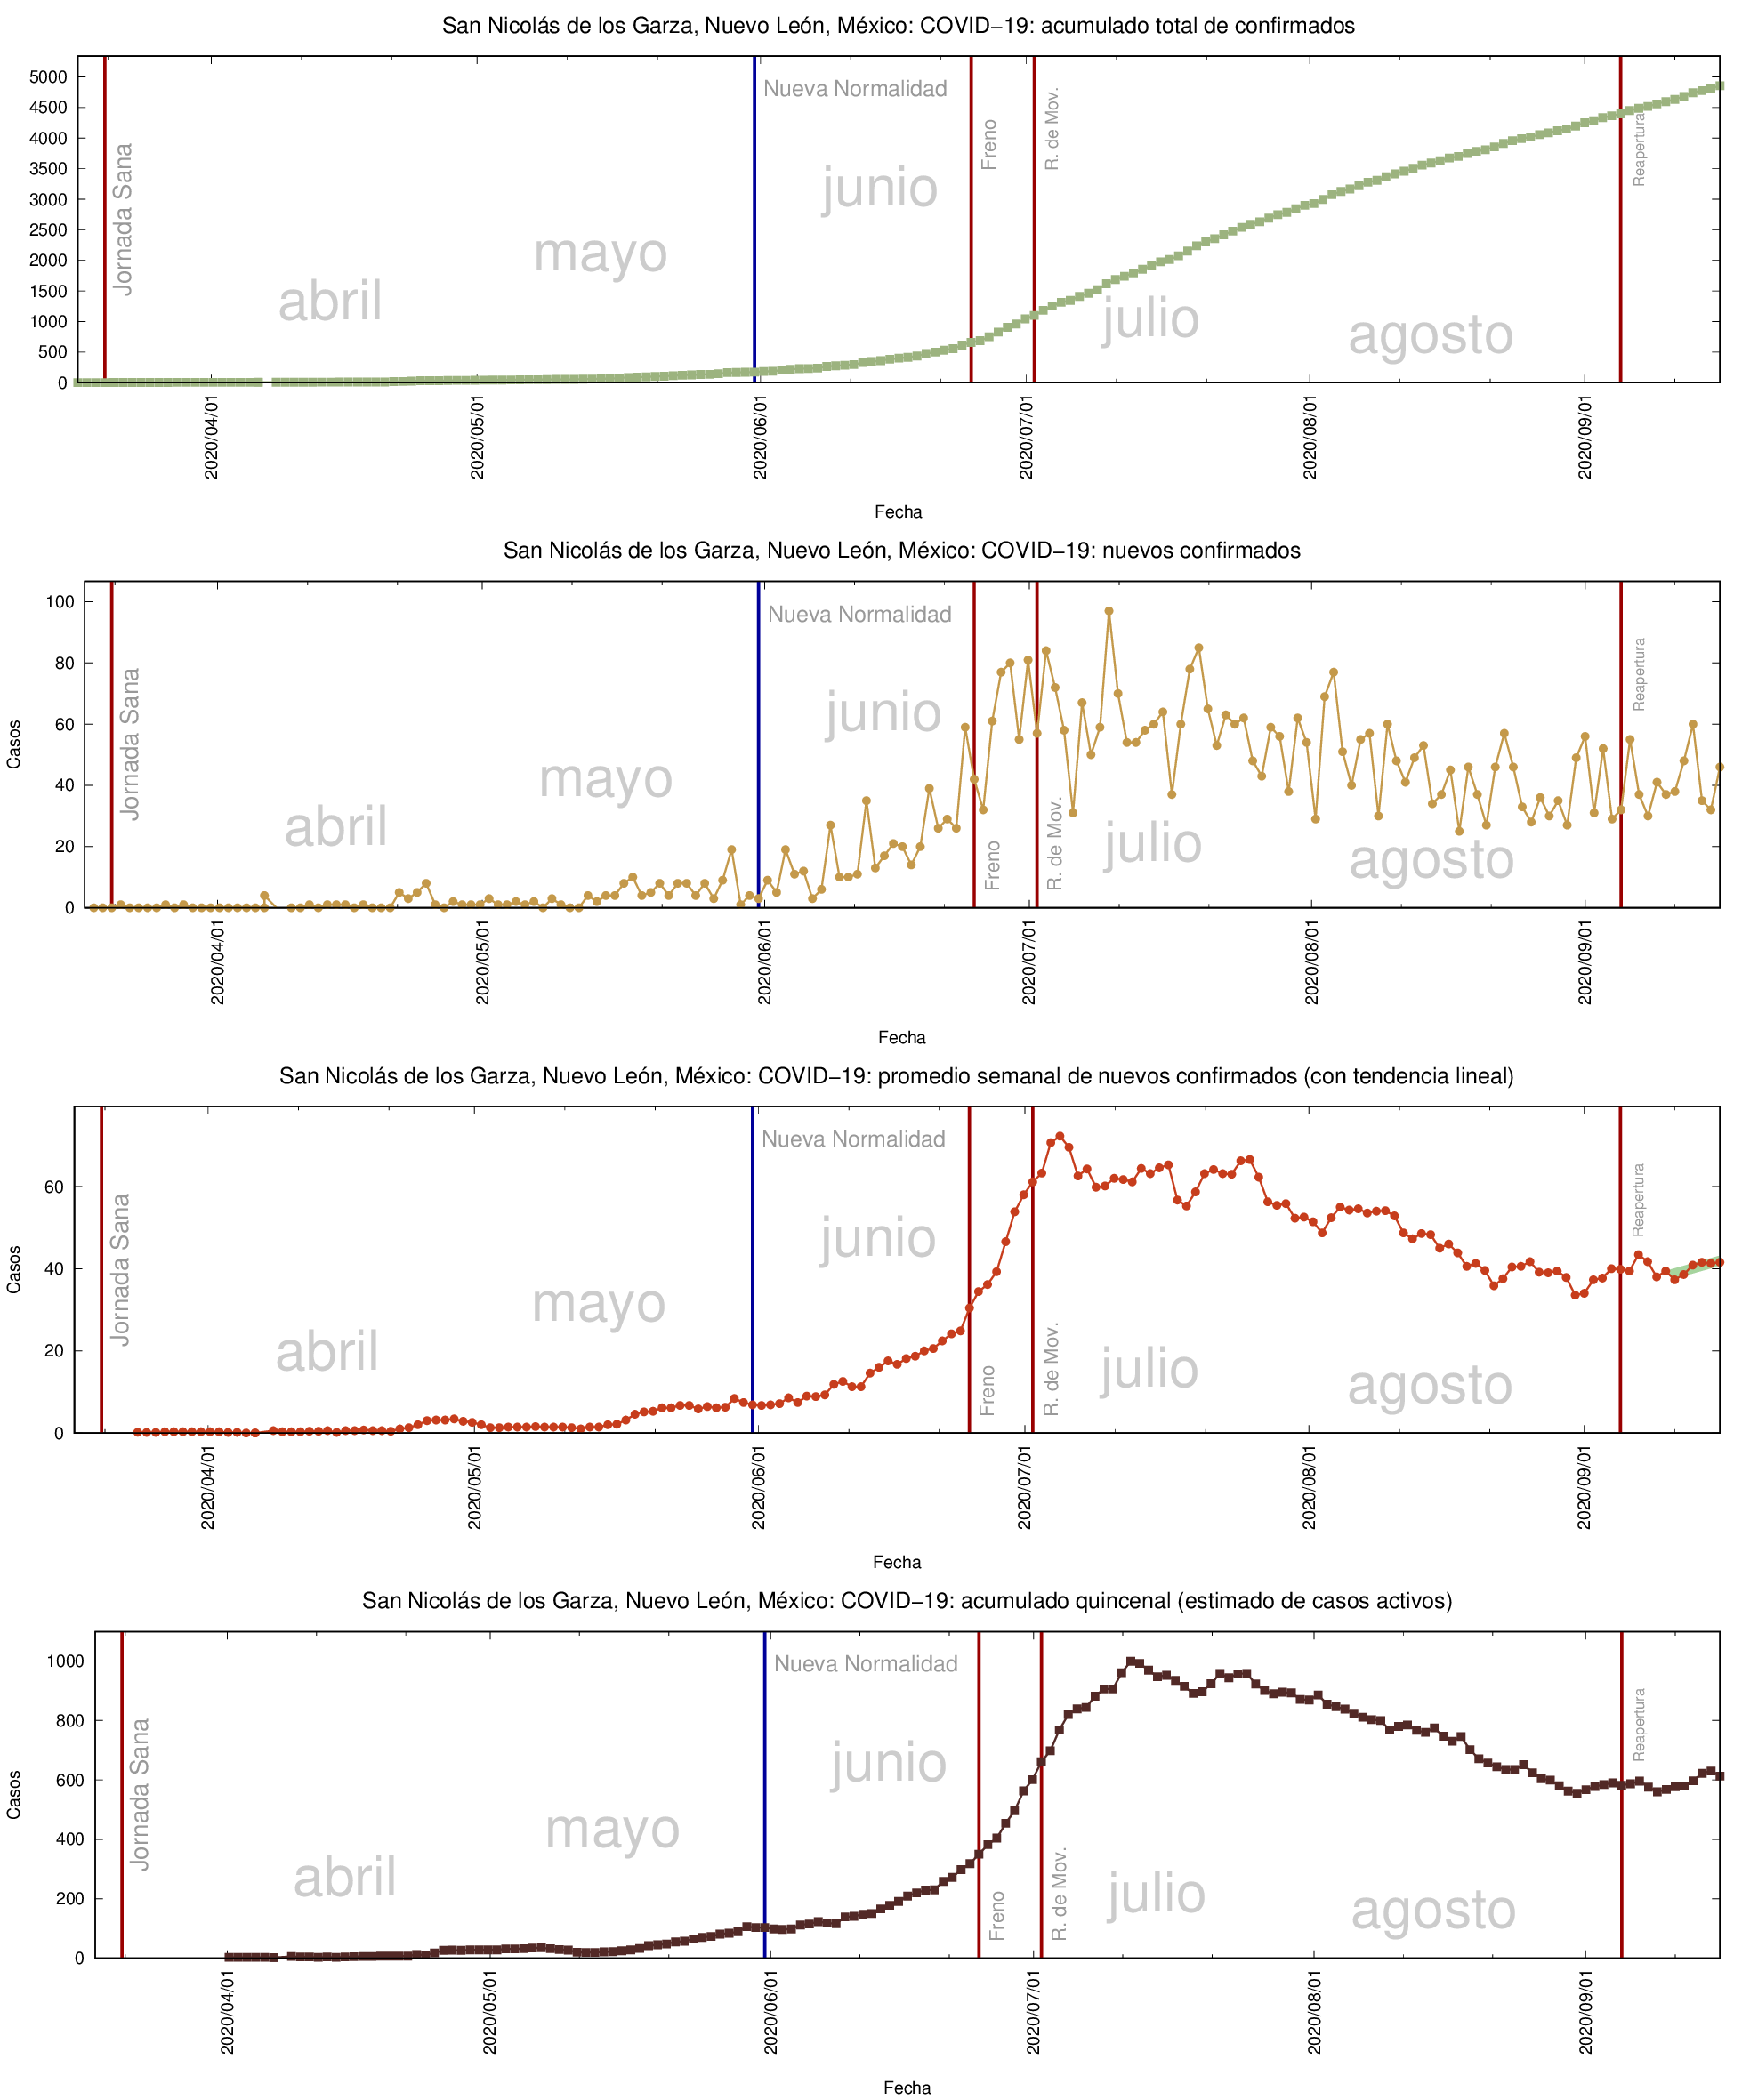 San Nicolás de los Garza, Nuevo León, México: COVID−19: acumulado total de confirmados
5000
4500
4000
3500
3000
2500
2000
1500
1000
500
0
Jornada Sana
abril
mayo
Nueva Normalidad
junio
Freno
R. de Mov.
julio
agosto
Reapertura
2020/04/01
2020/05/01
2020/06/01
2020/07/01
2020/08/01
2020/09/01
Fecha
San Nicolás de los Garza, Nuevo León, México: COVID−19: nuevos confirmados
Casos
100
80
60
40
20
0
Jornada Sana
abril
mayo
Nueva Normalidad
junio
Freno
R. de Mov.
julio
agosto
Reapertura
2020/04/01
2020/05/01
2020/06/01
2020/07/01
2020/08/01
2020/09/01
Fecha
San Nicolás de los Garza, Nuevo León, México: COVID−19: promedio semanal de nuevos confirmados (con tendencia lineal)
Casos
60
40
20
0
Jornada Sana
abril
mayo
Nueva Normalidad
junio
Freno
R. de Mov.
julio
agosto
Reapertura
2020/04/01
2020/05/01
2020/06/01
2020/07/01
2020/08/01
2020/09/01
Fecha
San Nicolás de los Garza, Nuevo León, México: COVID−19: acumulado quincenal (estimado de casos activos)
Casos
1000
800
600
400
200
0
Jornada Sana
abril
mayo
Nueva Normalidad
junio
Freno
R. de Mov.
julio
agosto
Reapertura
2020/04/01
2020/05/01
2020/06/01
2020/07/01
2020/08/01
2020/09/01
Fecha